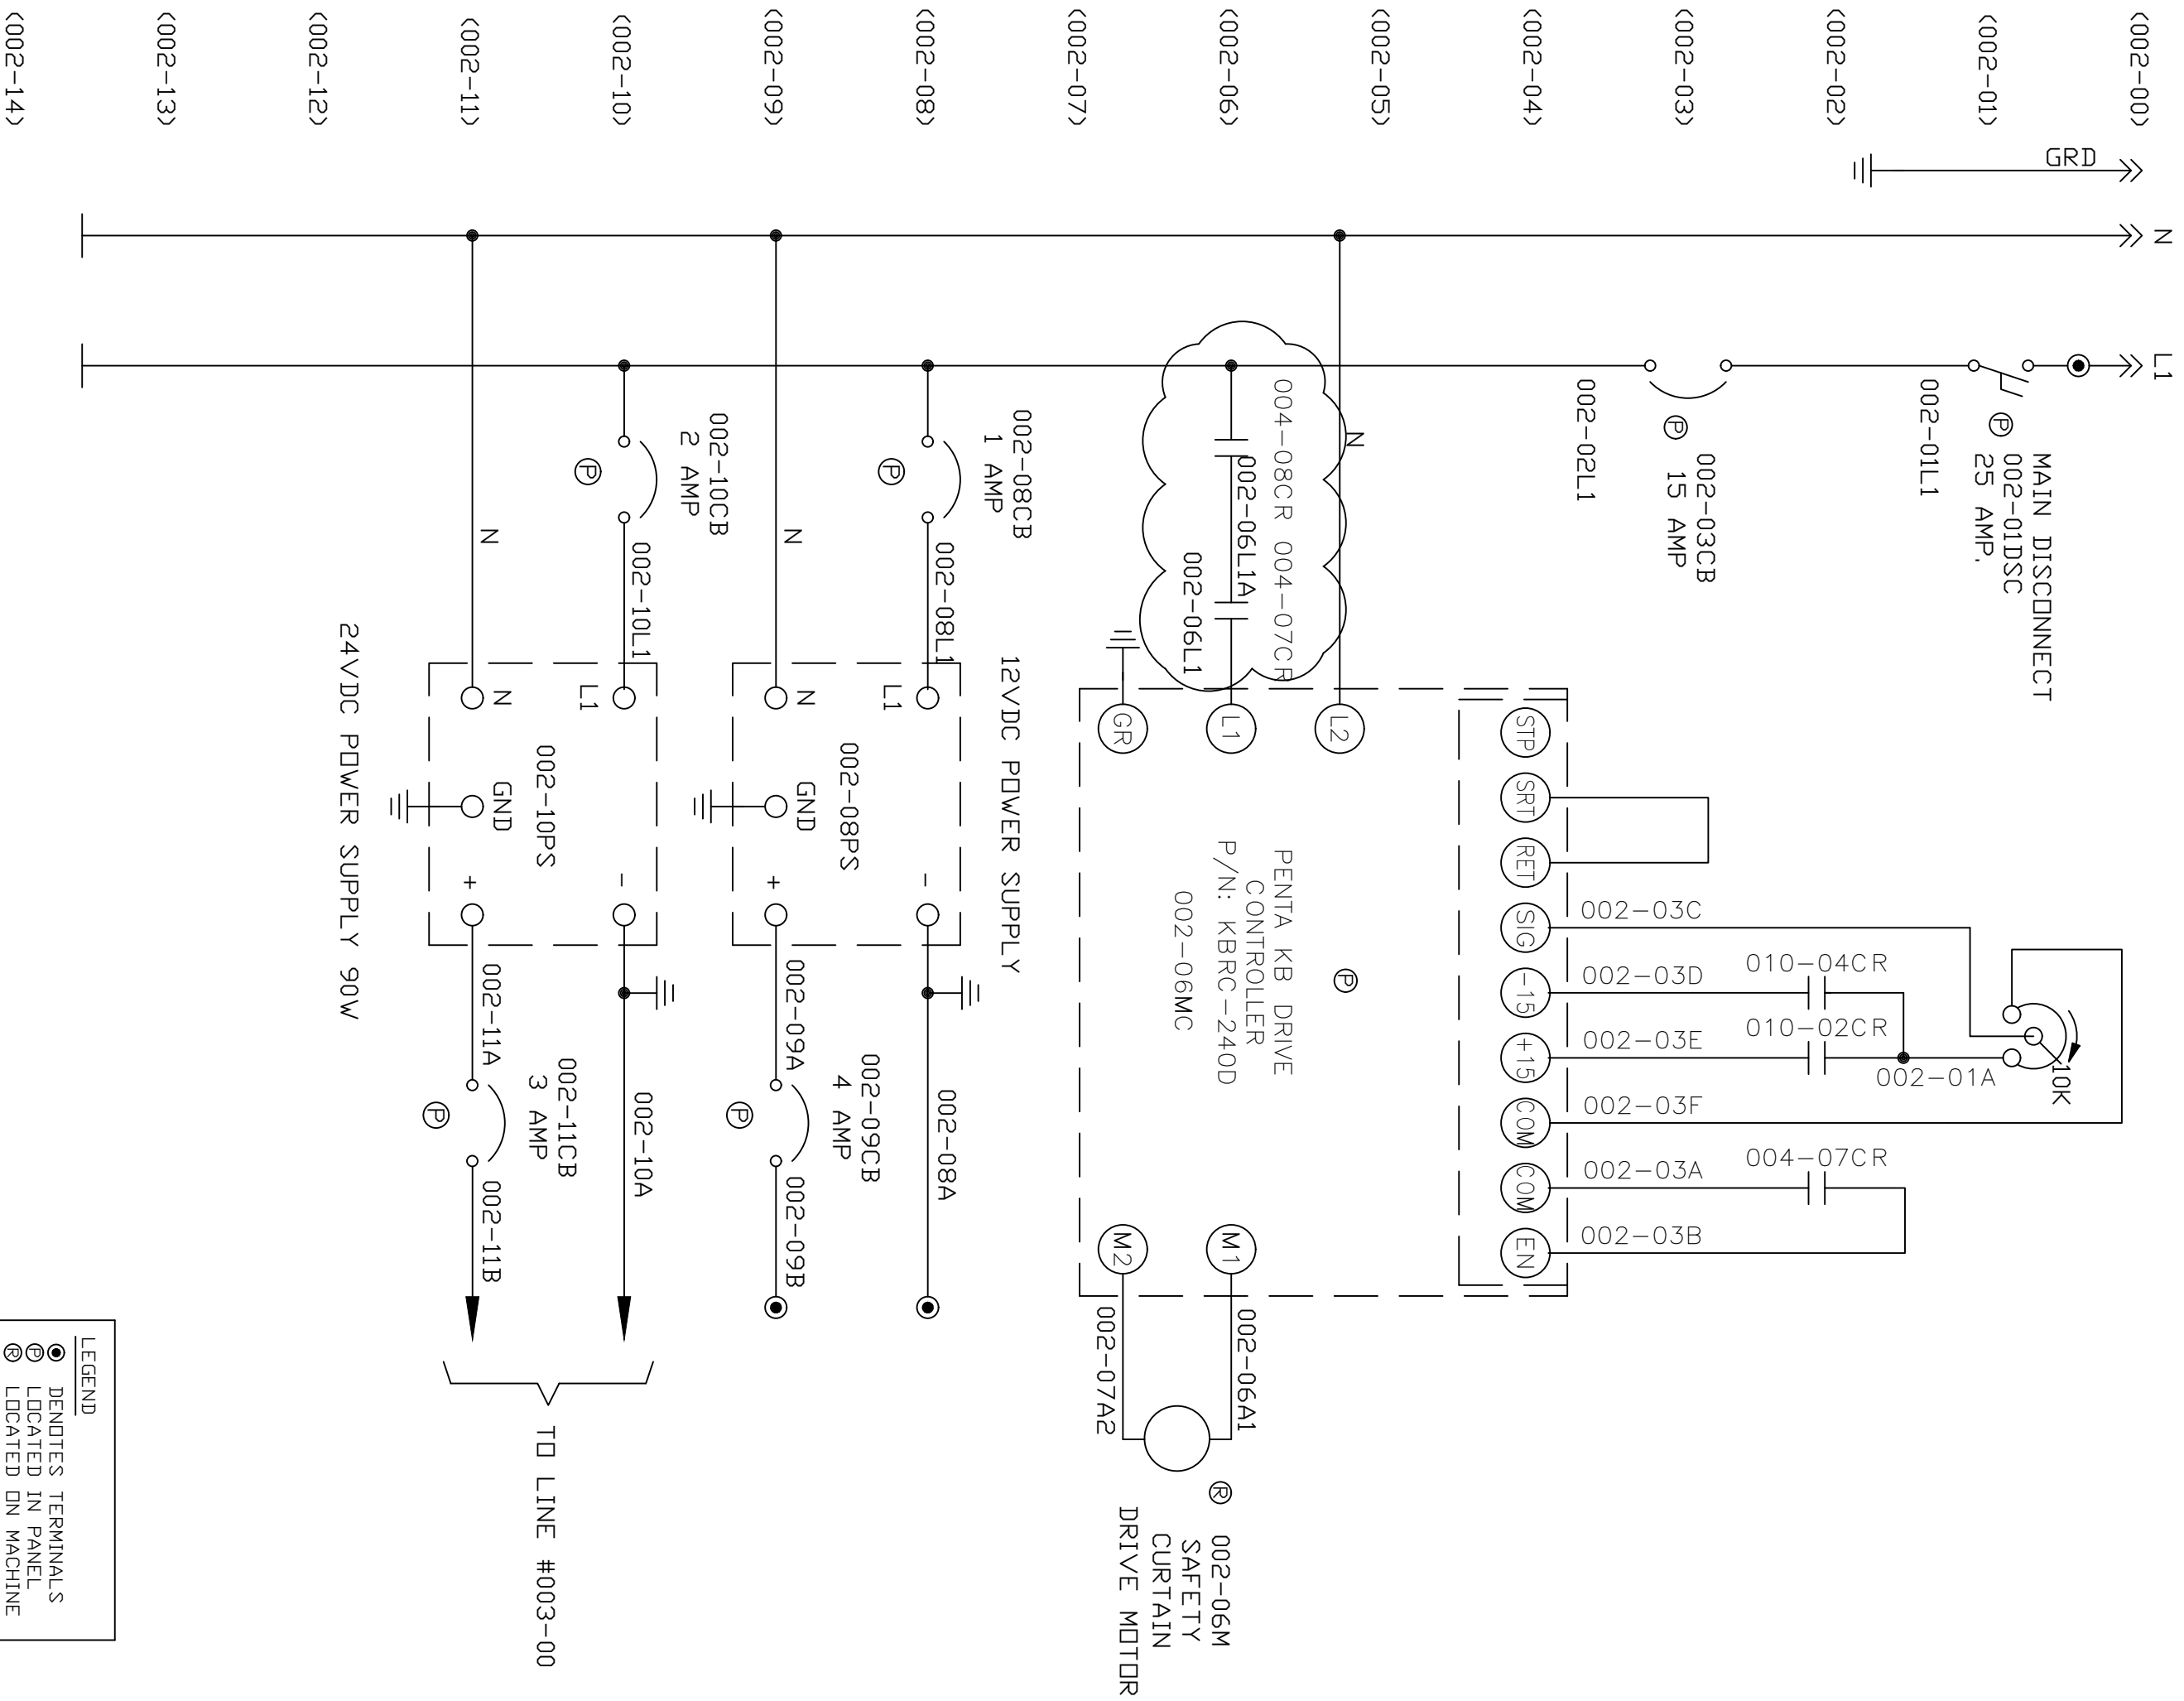 N
L1
(002-00)
GRD
(002-01)
MAIN DISCONNECT
002-01DSC
25 AMP.
P
10K
002-01L1
002-01A
(002-02)
010-04CR
010-02CR
004-07CR
(002-03)
002-03CB
15 AMP
P
002-02L1
002-03C
002-03D
002-03E
002-03F
002-03A
002-03B
(002-04)
STP
SRT
RET
SIG
-15
+15
COM
COM
EN
(002-05)
N
L2
P
004-08CR 004-07CR
PENTA KB DRIVE
CONTROLLER
P/N: KBRC-240D
002-06MC
(002-06)
002-06L1A
002-06L1
L1
M1
002-06A1
R
002-06M
SAFETY
CURTAIN
DRIVE MOTOR
(002-07)
GR
M2
002-07A2
002-08CB
1 AMP
12VDC POWER SUPPLY
(002-08)
P
002-08L1
L1
-
002-08A
002-08PS
002-09CB
4 AMP
(002-09)
N
N
GND
+
002-09A
P
002-09B
002-10CB
2 AMP
(002-10)
P
002-10L1
L1
-
002-10A
002-10PS
002-11CB
3 AMP
TO LINE #003-00
(002-11)
N
N
GND
+
002-11A
P
002-11B
24VDC POWER SUPPLY 90W
(002-12)
(002-13)
(002-14)
LEGEND
DENOTES TERMINALS
P LOCATED IN PANEL
R LOCATED ON MACHINE